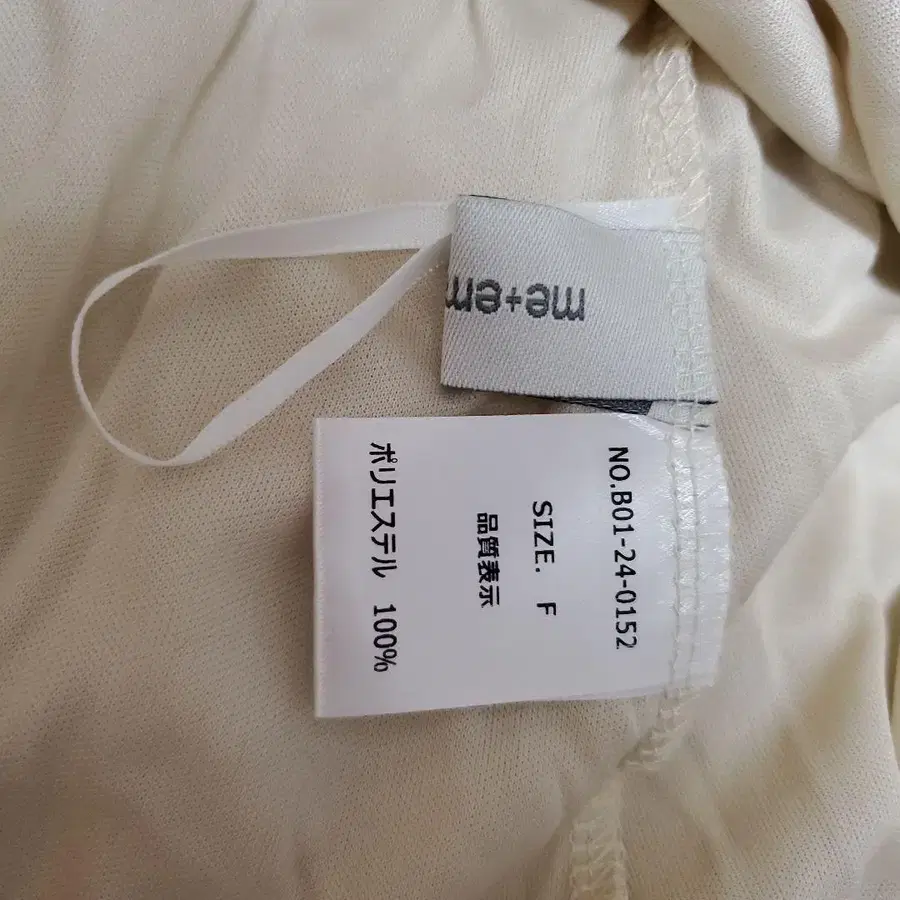 me+em
NO.B01-24-0152
SIZE. F
品質表示
ポリエステル 100%